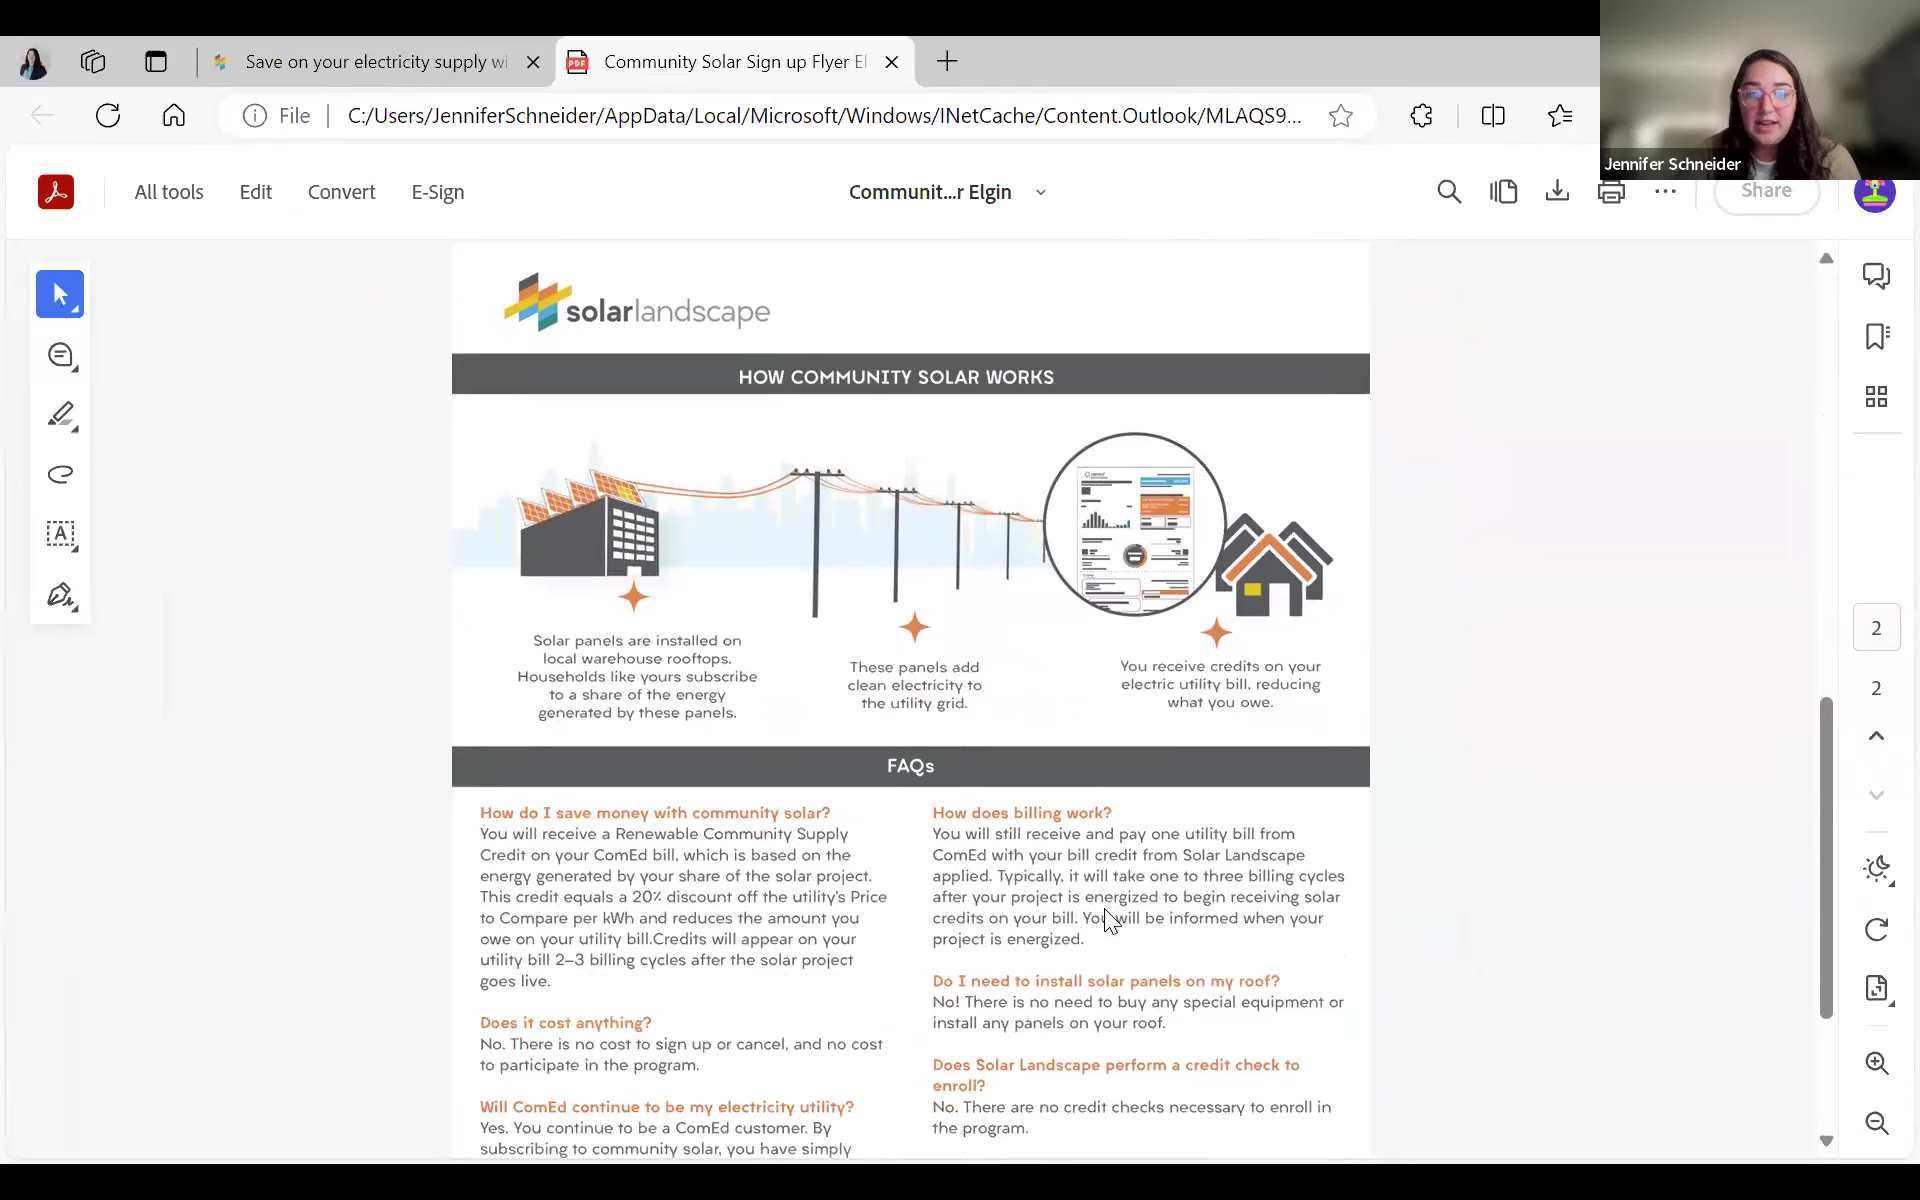 Save on your electricity supply wi
Community Solar Sign up Flyer El
File
C:/Users/JenniferSchneider/AppData/Local/Microsoft/Windows/INetCache/Content.Outlook/MLAQS9...
Jennifer Schneider
All tools
Edit
Convert
E-Sign
Communit...r Elgin
Share
solarlandscape
HOW COMMUNITY SOLAR WORKS
Solar panels are installed on
local warehouse rooftops.
Households like yours subscribe
to a share of the energy
generated by these panels.
These panels add
clean electricity to
the utility grid.
You receive credits on your
electric utility bill, reducing
what you owe.
2
2
FAQs
How do I save money with community solar?
You will receive a Renewable Community Supply
Credit on your ComEd bill, which is based on the
energy generated by your share of the solar project.
This credit equals a 20% discount off the utility's Price
to Compare per kWh and reduces the amount you
owe on your utility bill.Credits will appear on your
utility bill 2–3 billing cycles after the solar project
goes live.
Does it cost anything?
No. There is no cost to sign up or cancel, and no cost
to participate in the program.
Will ComEd continue to be my electricity utility?
Yes. You continue to be a ComEd customer. By
subscribing to community solar, you have simply
How does billing work?
You will still receive and pay one utility bill from
ComEd with your bill credit from Solar Landscape
applied. Typically, it will take one to three billing cycles
after your project is energized to begin receiving solar
credits on your bill. You will be informed when your
project is energized.
Do I need to install solar panels on my roof?
No! There is no need to buy any special equipment or
install any panels on your roof.
Does Solar Landscape perform a credit check to
enroll?
No. There are no credit checks necessary to enroll in
the program.